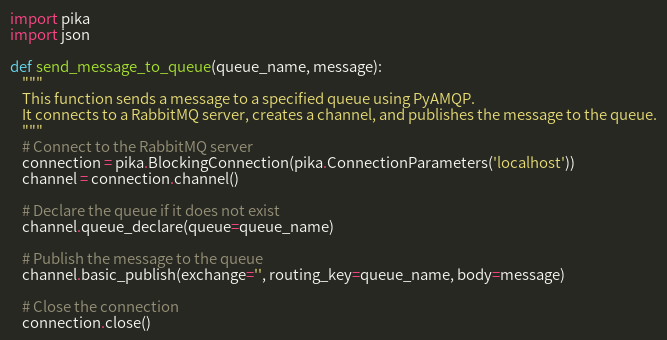 import pika
import json

def send_message_to_queue(queue_name, message):
    """
    This function sends a message to a specified queue using PyAMQP.
    It connects to a RabbitMQ server, creates a channel, and publishes the message to the queue.
    """
    # Connect to the RabbitMQ server
    connection = pika.BlockingConnection(pika.ConnectionParameters('localhost'))
    channel = connection.channel()

    # Declare the queue if it does not exist
    channel.queue_declare(queue=queue_name)

    # Publish the message to the queue
    channel.basic_publish(exchange='', routing_key=queue_name, body=message)

    # Close the connection
    connection.close()